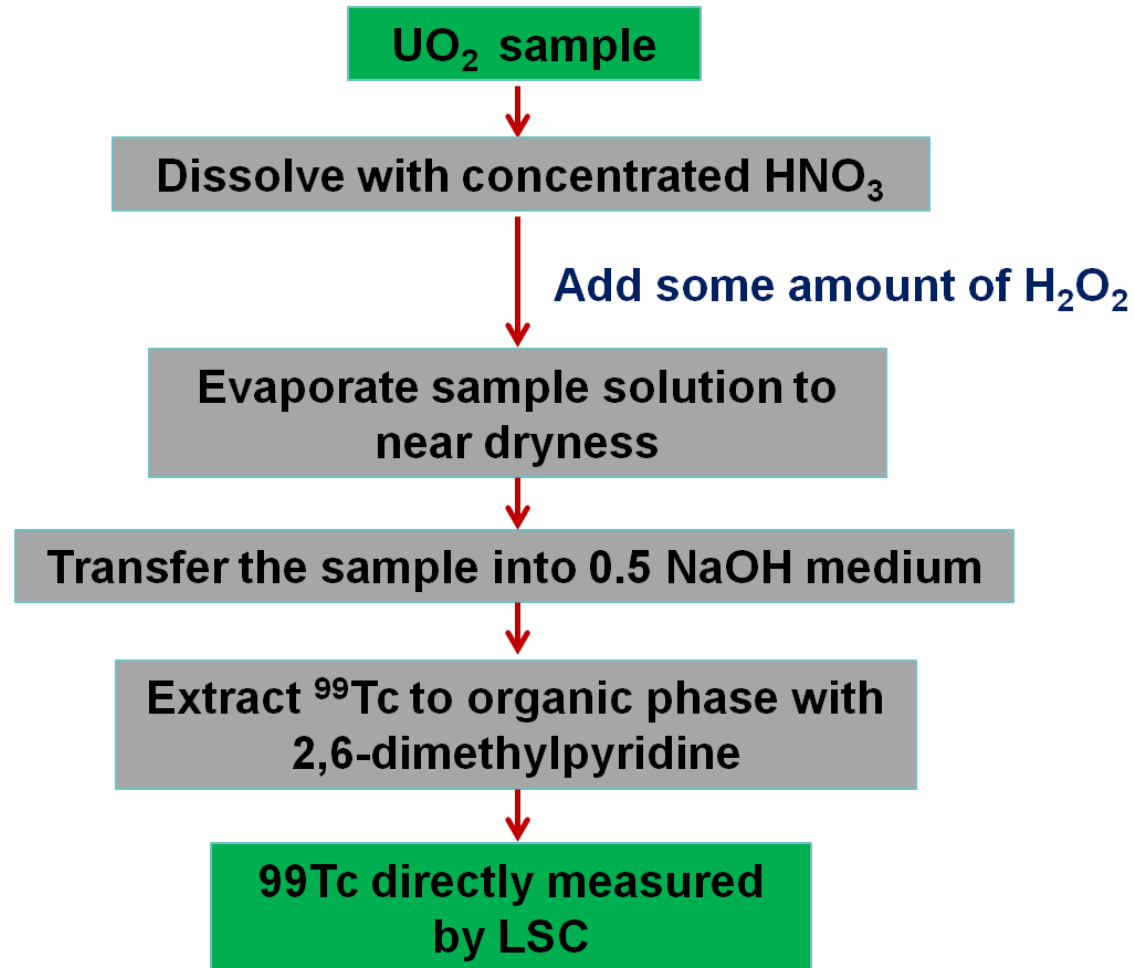 UO₂ sample
Dissolve with concentrated HNO₃
Add some amount of H₂O₂
Evaporate sample solution to
near dryness
Transfer the sample into 0.5 NaOH medium
Extract ⁹⁹Tc to organic phase with
2,6-dimethylpyridine
99Tc directly measured
by LSC